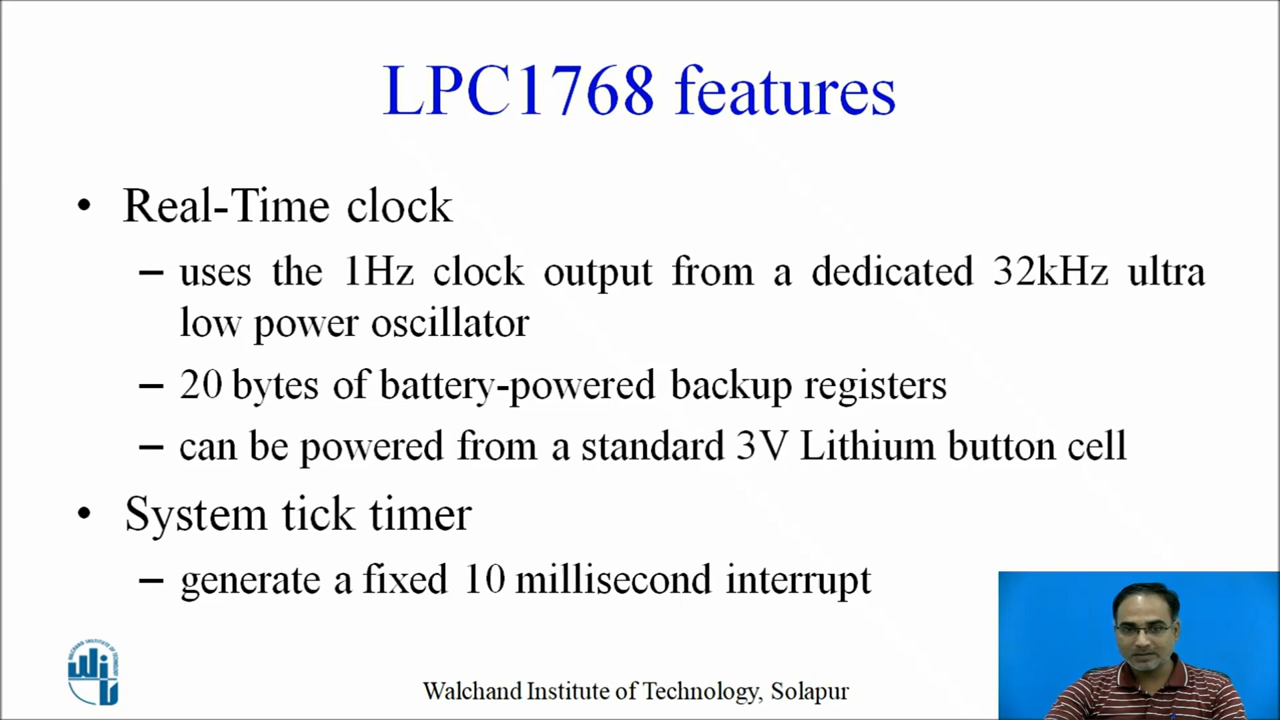 LPC1768 features
• Real-Time clock
– uses the 1Hz clock output from a dedicated 32kHz ultra
low power oscillator
– 20 bytes of battery-powered backup registers
– can be powered from a standard 3V Lithium button cell
• System tick timer
– generate a fixed 10 millisecond interrupt
Walchand Institute of Technology, Solapur